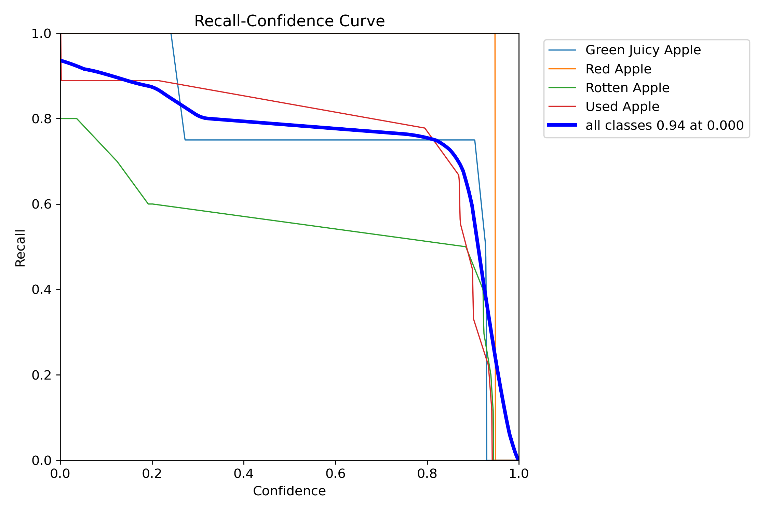 Recall-Confidence Curve
Green Juicy Apple
Red Apple
Rotten Apple
Used Apple
all classes 0.94 at 0.000
1.0
0.8
0.6
0.4
0.2
0.0
Recall
0.0 0.2 0.4 0.6 0.8 1.0
Confidence